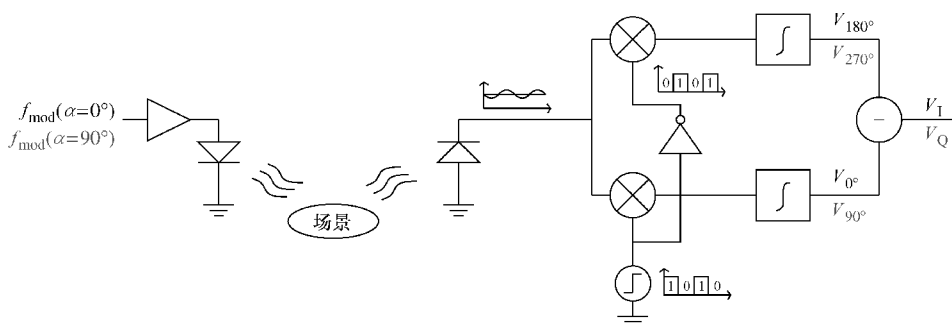 f_mod(α=0°)
f_mod(α=90°)
场景
0 1 0 1
1 0 1 0
∫
∫
V_180°
V_270°
V_0°
V_90°
−
V_I
V_Q